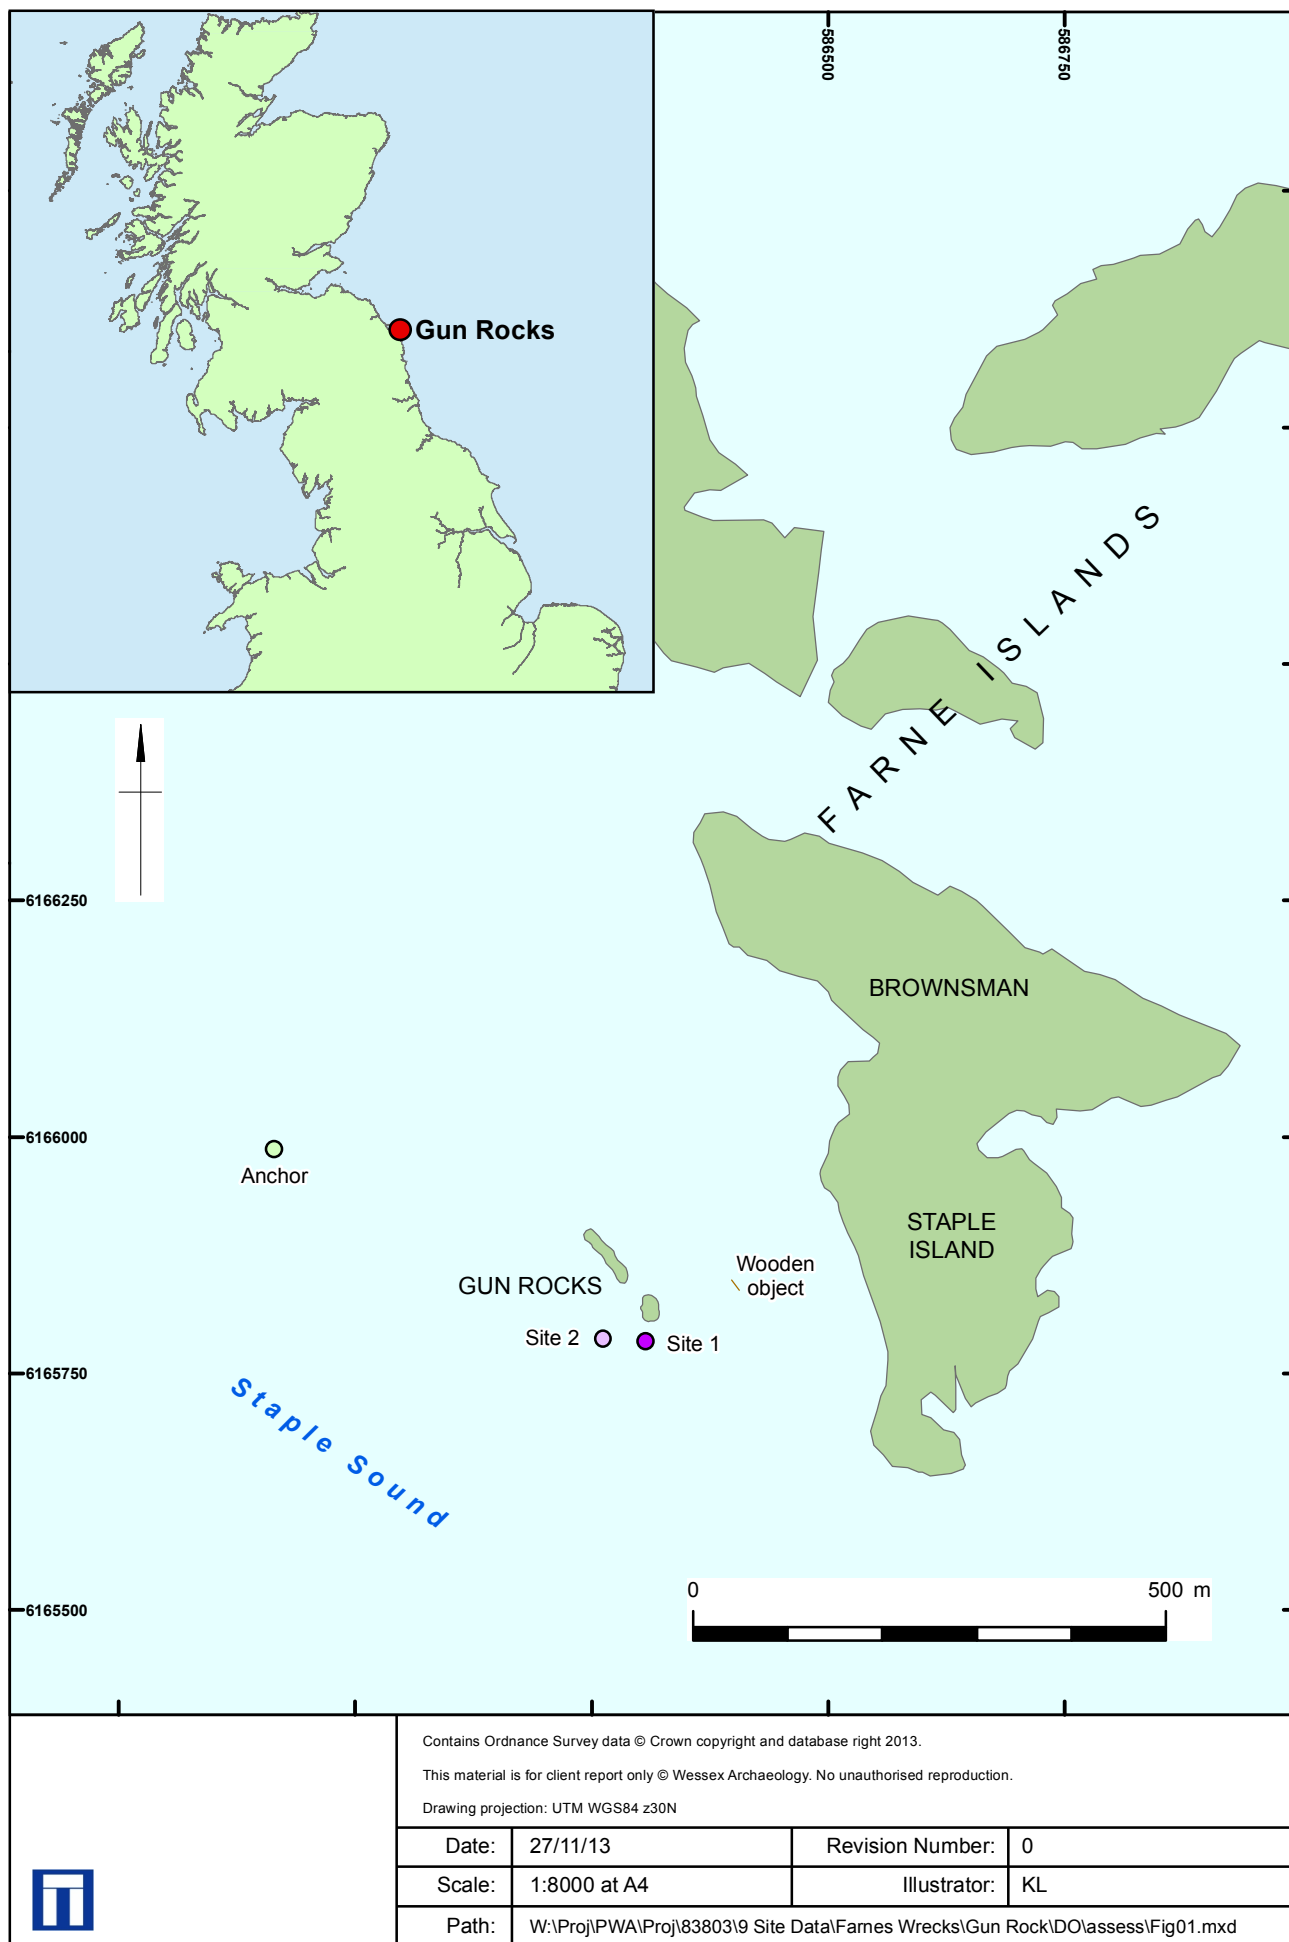 586500
586750
Gun Rocks
FARNE ISLANDS
6166250
BROWNSMAN
6166000
Anchor
STAPLE
ISLAND
Wooden
object
GUN ROCKS
Site 2
Site 1
6165750
Staple Sound
0 500 m
6165500
Contains Ordnance Survey data © Crown copyright and database right 2013.
This material is for client report only © Wessex Archaeology. No unauthorised reproduction.
Drawing projection: UTM WGS84 z30N
Date: 27/11/13 Revision Number: 0
Scale: 1:8000 at A4 Illustrator: KL
Path: W:\Proj\PWA\Proj\83803\9 Site Data\Farnes Wrecks\Gun Rock\DO\assess\Fig01.mxd